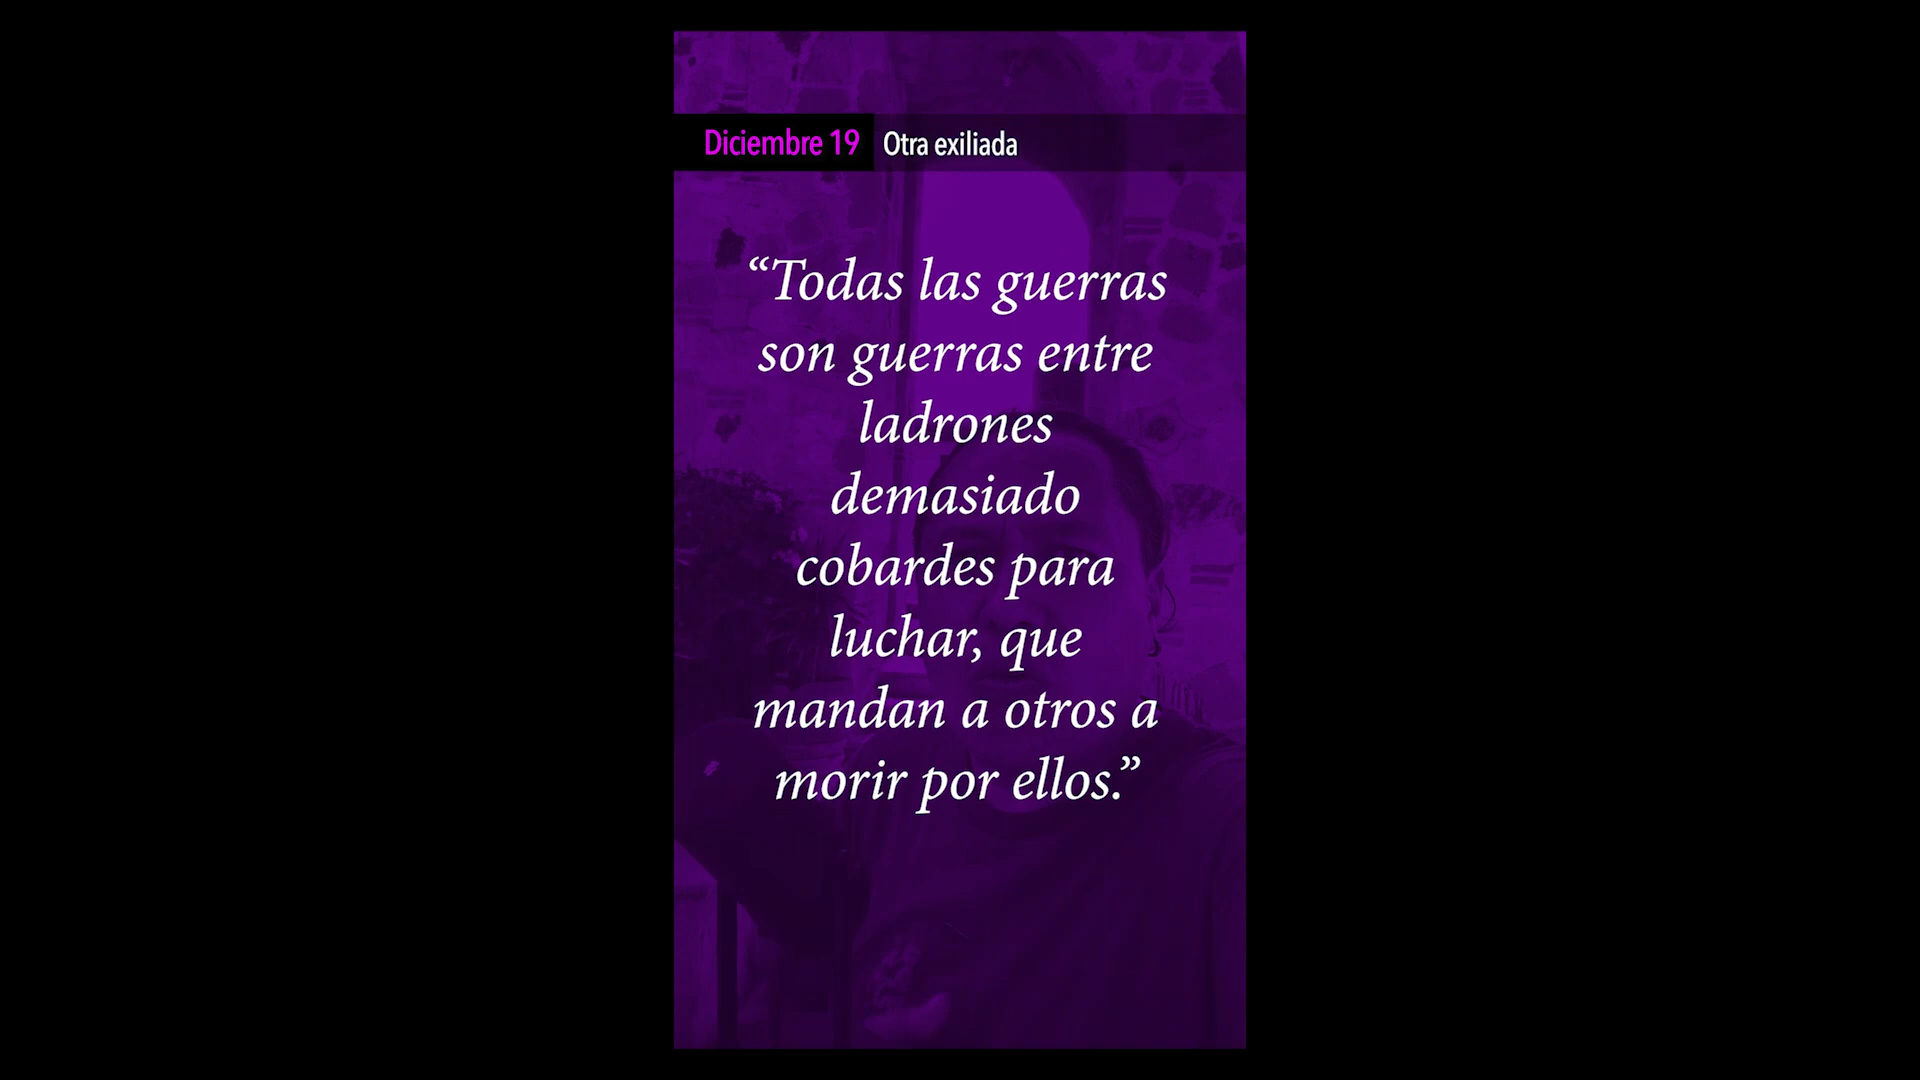 Diciembre 19 Otra exiliada
“Todas las guerras
son guerras entre
ladrones
demasiado
cobardes para
luchar, que
mandan a otros a
morir por ellos.”